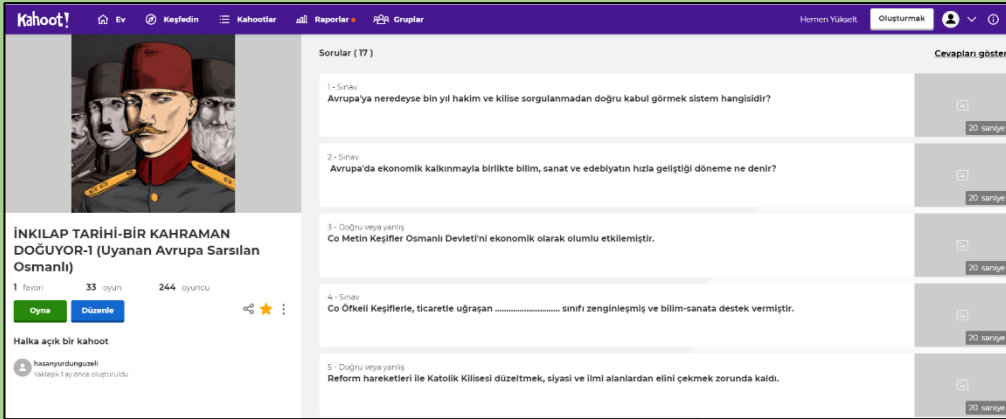 Kahoot!
Ev
Keşfedin
Kahootlar
Raporlar
Gruplar
Hemen Yükselt
Oluşturmak
Sorular ( 17 )
Cevapları göster
1 - Sınav
Avrupa'ya neredeyse bin yıl hakim ve kilise sorgulanmadan doğru kabul görmek sistem hangisidir?
20 saniye
2 - Sınav
Avrupa'da ekonomik kalkınmayla birlikte bilim, sanat ve edebiyatın hızla geliştiği döneme ne denir?
20 saniye
3 - Doğru veya yanlış
Co Metin Keşifler Osmanlı Devleti'ni ekonomik olarak olumlu etkilemiştir.
20 saniye
4 - Sınav
Co Öfkeli Keşiflerle, ticaretle uğraşan ............................ sınıfı zenginleşmiş ve bilim-sanata destek vermiştir.
20 saniye
5 - Doğru veya yanlış
Reform hareketleri ile Katolik Kilisesi düzeltmek, siyasi ve ilmî alanlardan elini çekmek zorunda kaldı.
20 saniye
İNKILAP TARİHİ-BİR KAHRAMAN
DOĞUYOR-1 (Uyanan Avrupa Sarsılan
Osmanlı)
1 favori 33 oyun 244 oyuncu
Oyna
Düzenle
Halka açık bir kahoot
hasanyurdunguzeli
Yaklaşık 1 ay önce oluşturuldu